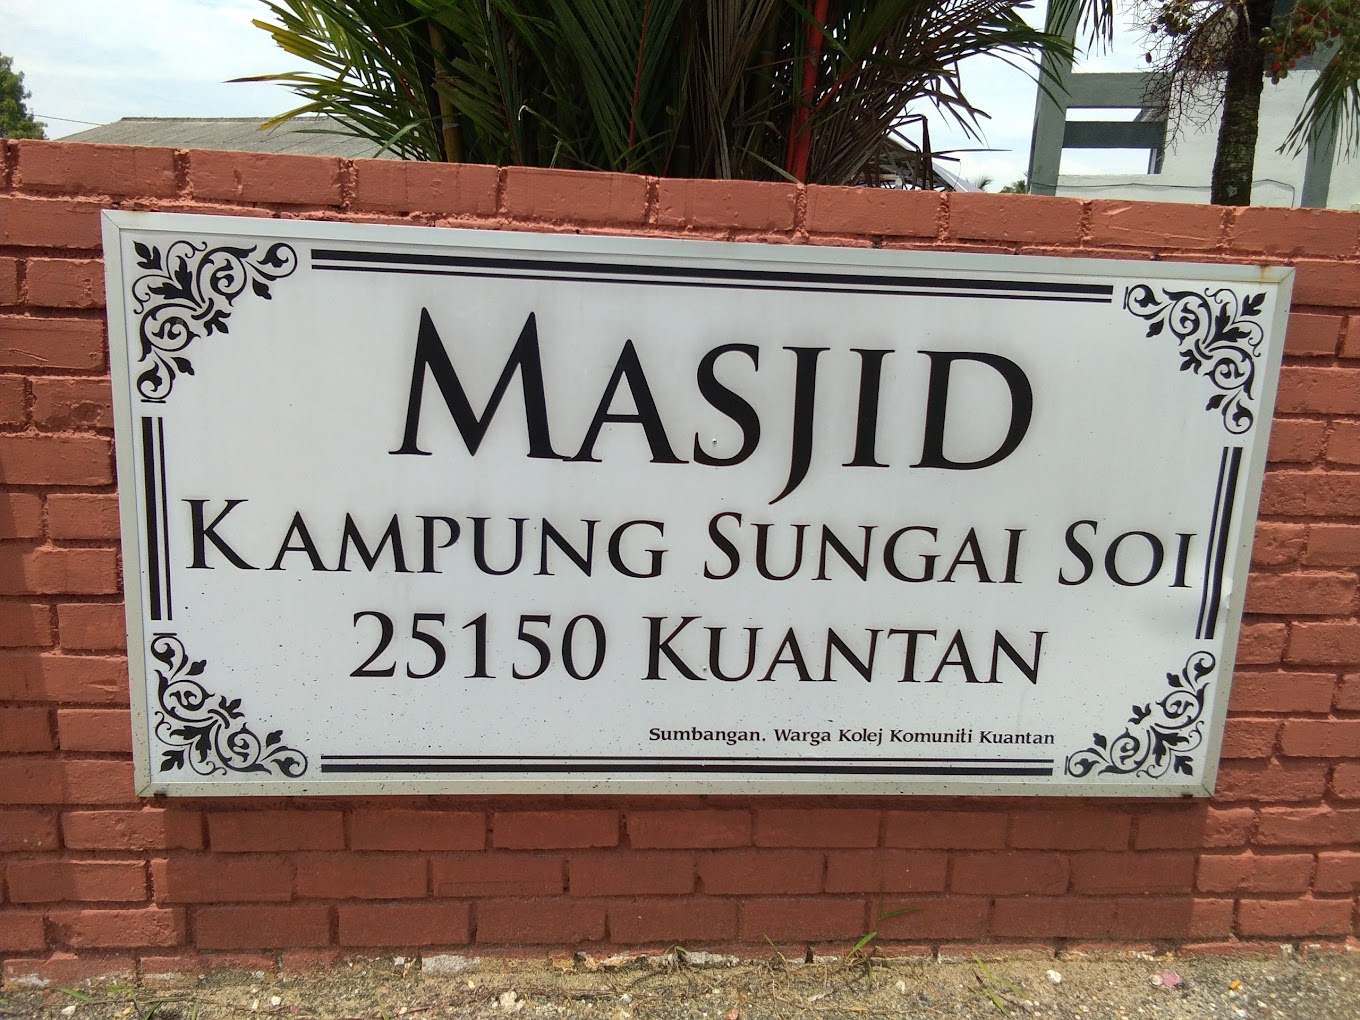 MASJID
KAMPUNG SUNGAI SOI
25150 KUANTAN
Sumbangan. Warga Kolej Komuniti Kuantan